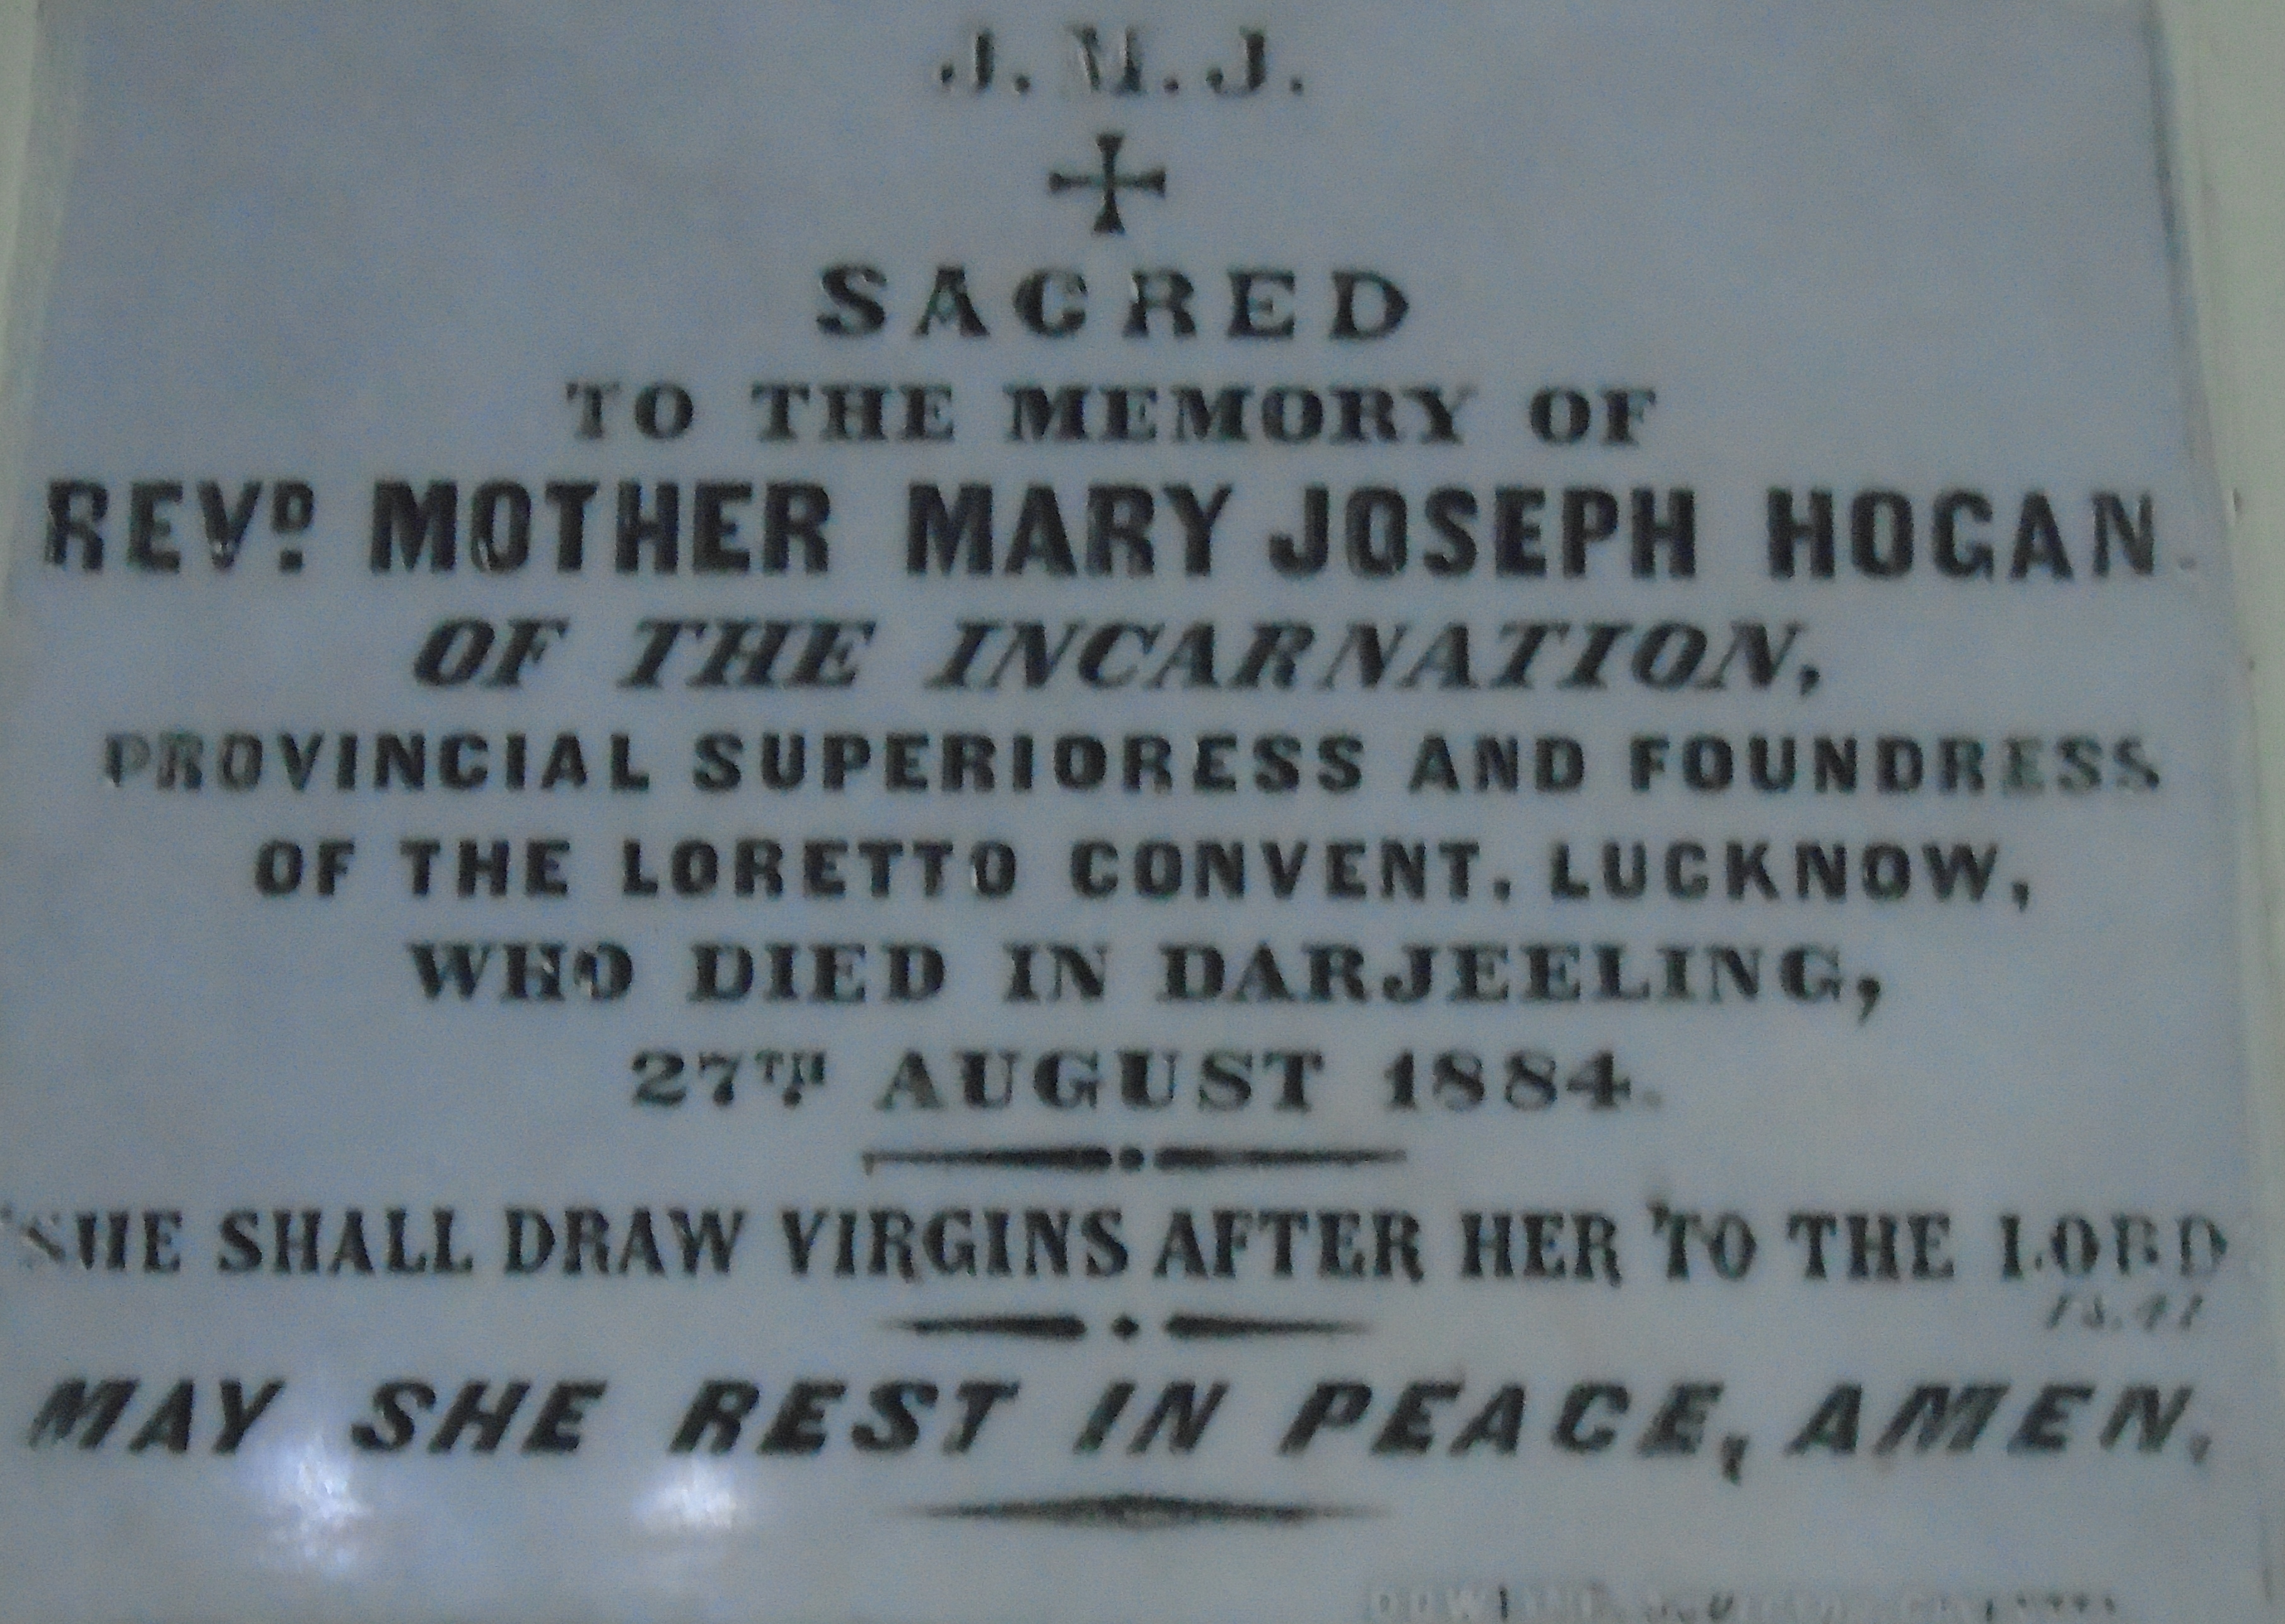 J. M. J.
SACRED
TO THE MEMORY OF
REVD. MOTHER MARY JOSEPH HOGAN.
OF THE INCARNATION,
PROVINCIAL SUPERIORESS AND FOUNDRESS
OF THE LORETTO CONVENT, LUCKNOW,
WHO DIED IN DARJEELING,
27TH AUGUST 1884.
SHE SHALL DRAW VIRGINS AFTER HER TO THE LORD
MAY SHE REST IN PEACE, AMEN.